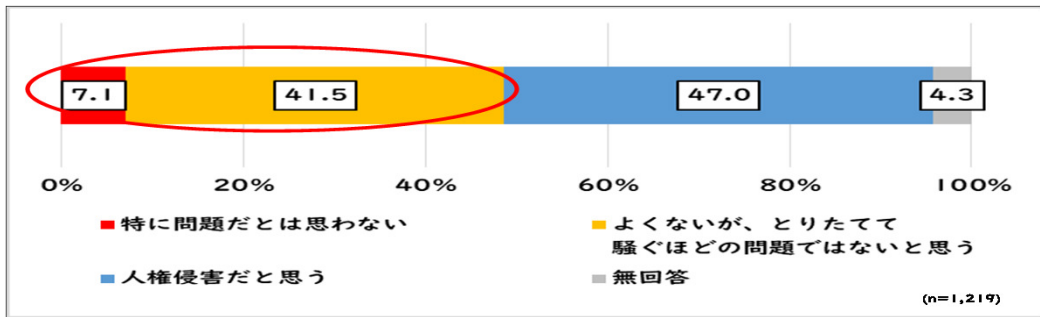 7.1 41.5 47.0 4.3
0% 20% 40% 60% 80% 100%
特に問題だとは思わない
よくないが、とりたてて
騒ぐほどの問題ではないと思う
人権侵害だと思う
無回答
(n=1,219)